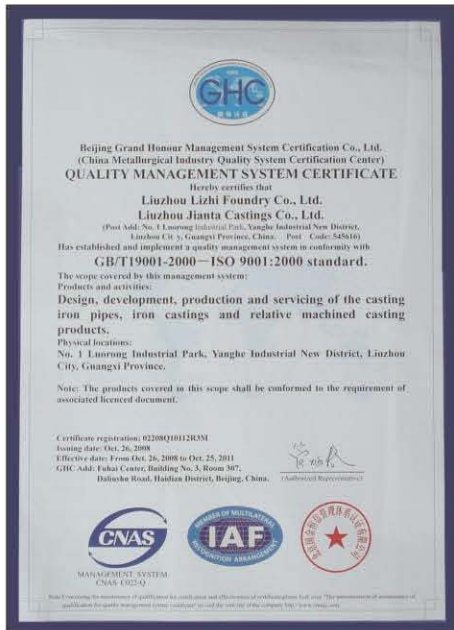 GHC
Beijing Grand Honour Management System Certification Co., Ltd.
(China Metallurgical Industry Quality System Certification Center)
QUALITY MANAGEMENT SYSTEM CERTIFICATE
Hereby certifies that
Liuzhou Lizhi Foundry Co., Ltd.
Liuzhou Jianta Castings Co., Ltd.
(Post Add: No. 1 Luorong Industrial Park, Yanghe Industrial New District,
Liuzhou Cit y, Guangxi Province, China. Post Code: 545616)
Has established and implement a quality management system in conformity with
GB/T19001-2000—ISO 9001:2000 standard.
The scope covered by this management system:
Products and activities:
Design, development, production and servicing of the casting
iron pipes, iron castings and relative machined casting
products.
Physical locations:
No. 1 Luorong Industrial Park, Yanghe Industrial New District, Liuzhou
City, Guangxi Province.
Note: The products covered in this scope shall be conformed to the requirement of
associated licenced document.
Certificate registration: 02208Q10112R3M
Issuing date: Oct. 26, 2008
Effective date: From Oct. 26, 2008 to Oct. 25, 2011
GHC Add: Fuhai Center, Building No. 3, Room 307,
Daliushu Road, Haidian District, Beijing, China.
(Authorized Representative)
CNAS
MANAGEMENT SYSTEM
CNAS C022-Q
MEMBER OF MULTILATERAL
IAF
RECOGNITION ARRANGEMENT